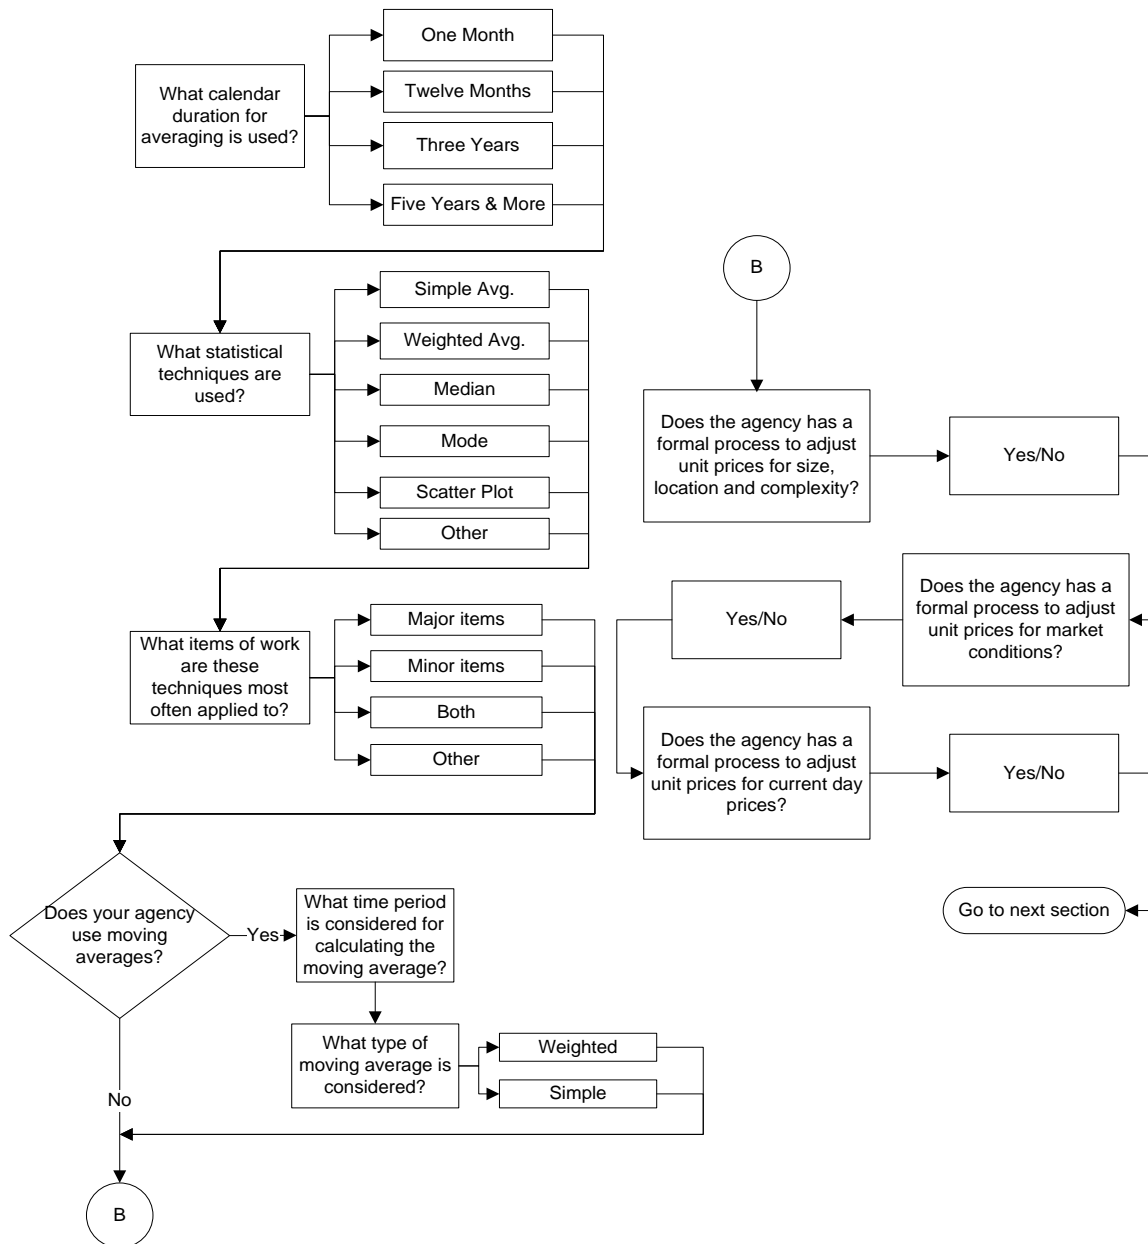 One Month
What calendar
duration for
averaging is used?
Twelve Months
Three Years
Five Years & More
Simple Avg.
What statistical
techniques are
used?
Weighted Avg.
Median
Mode
Scatter Plot
Other
What items of work
are these
techniques most
often applied to?
Major items
Minor items
Both
Other
Does your agency
use moving
averages?
Yes
What time period
is considered for
calculating the
moving average?
What type of
moving average is
considered?
Weighted
Simple
No
B
B
Does the agency has a
formal process to adjust
unit prices for size,
location and complexity?
Yes/No
Does the agency has a
formal process to adjust
unit prices for market
conditions?
Yes/No
Does the agency has a
formal process to adjust
unit prices for current day
prices?
Yes/No
Go to next section